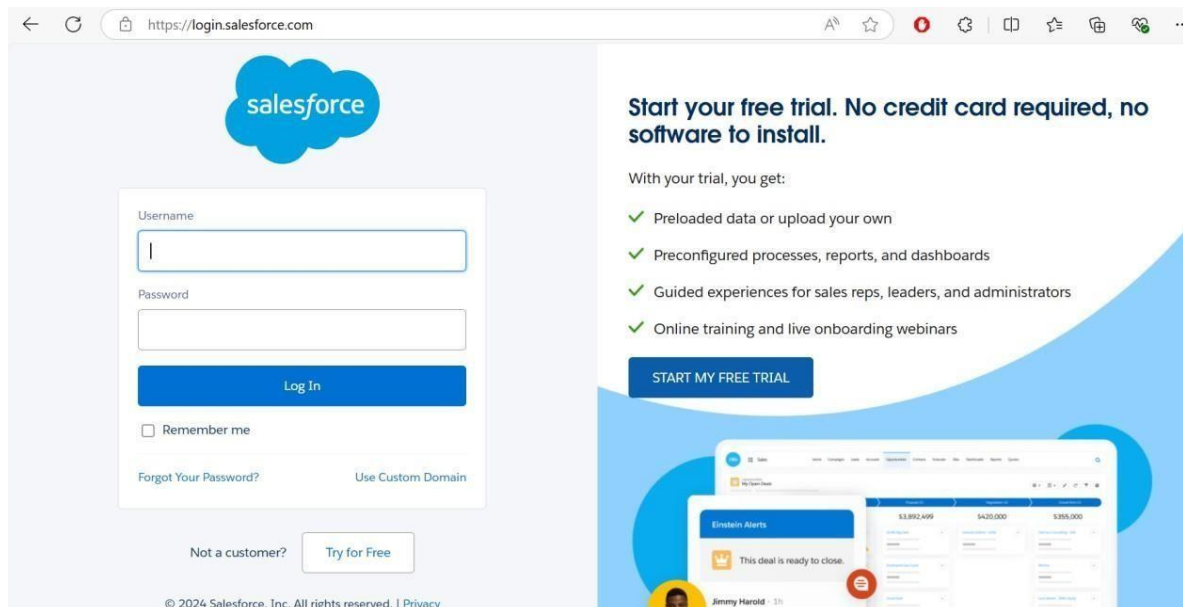 https://login.salesforce.com
salesforce
Username
Password
Log In
Remember me
Forgot Your Password?
Use Custom Domain
Not a customer?
Try for Free
© 2024 Salesforce, Inc. All rights reserved. | Privacy
Start your free trial. No credit card required, no
software to install.
With your trial, you get:
Preloaded data or upload your own
Preconfigured processes, reports, and dashboards
Guided experiences for sales reps, leaders, and administrators
Online training and live onboarding webinars
START MY FREE TRIAL
Sales
My Open Deals
$3,892,499
$420,000
$355,000
Einstein Alerts
This deal is ready to close.
Jimmy Harold · 1h